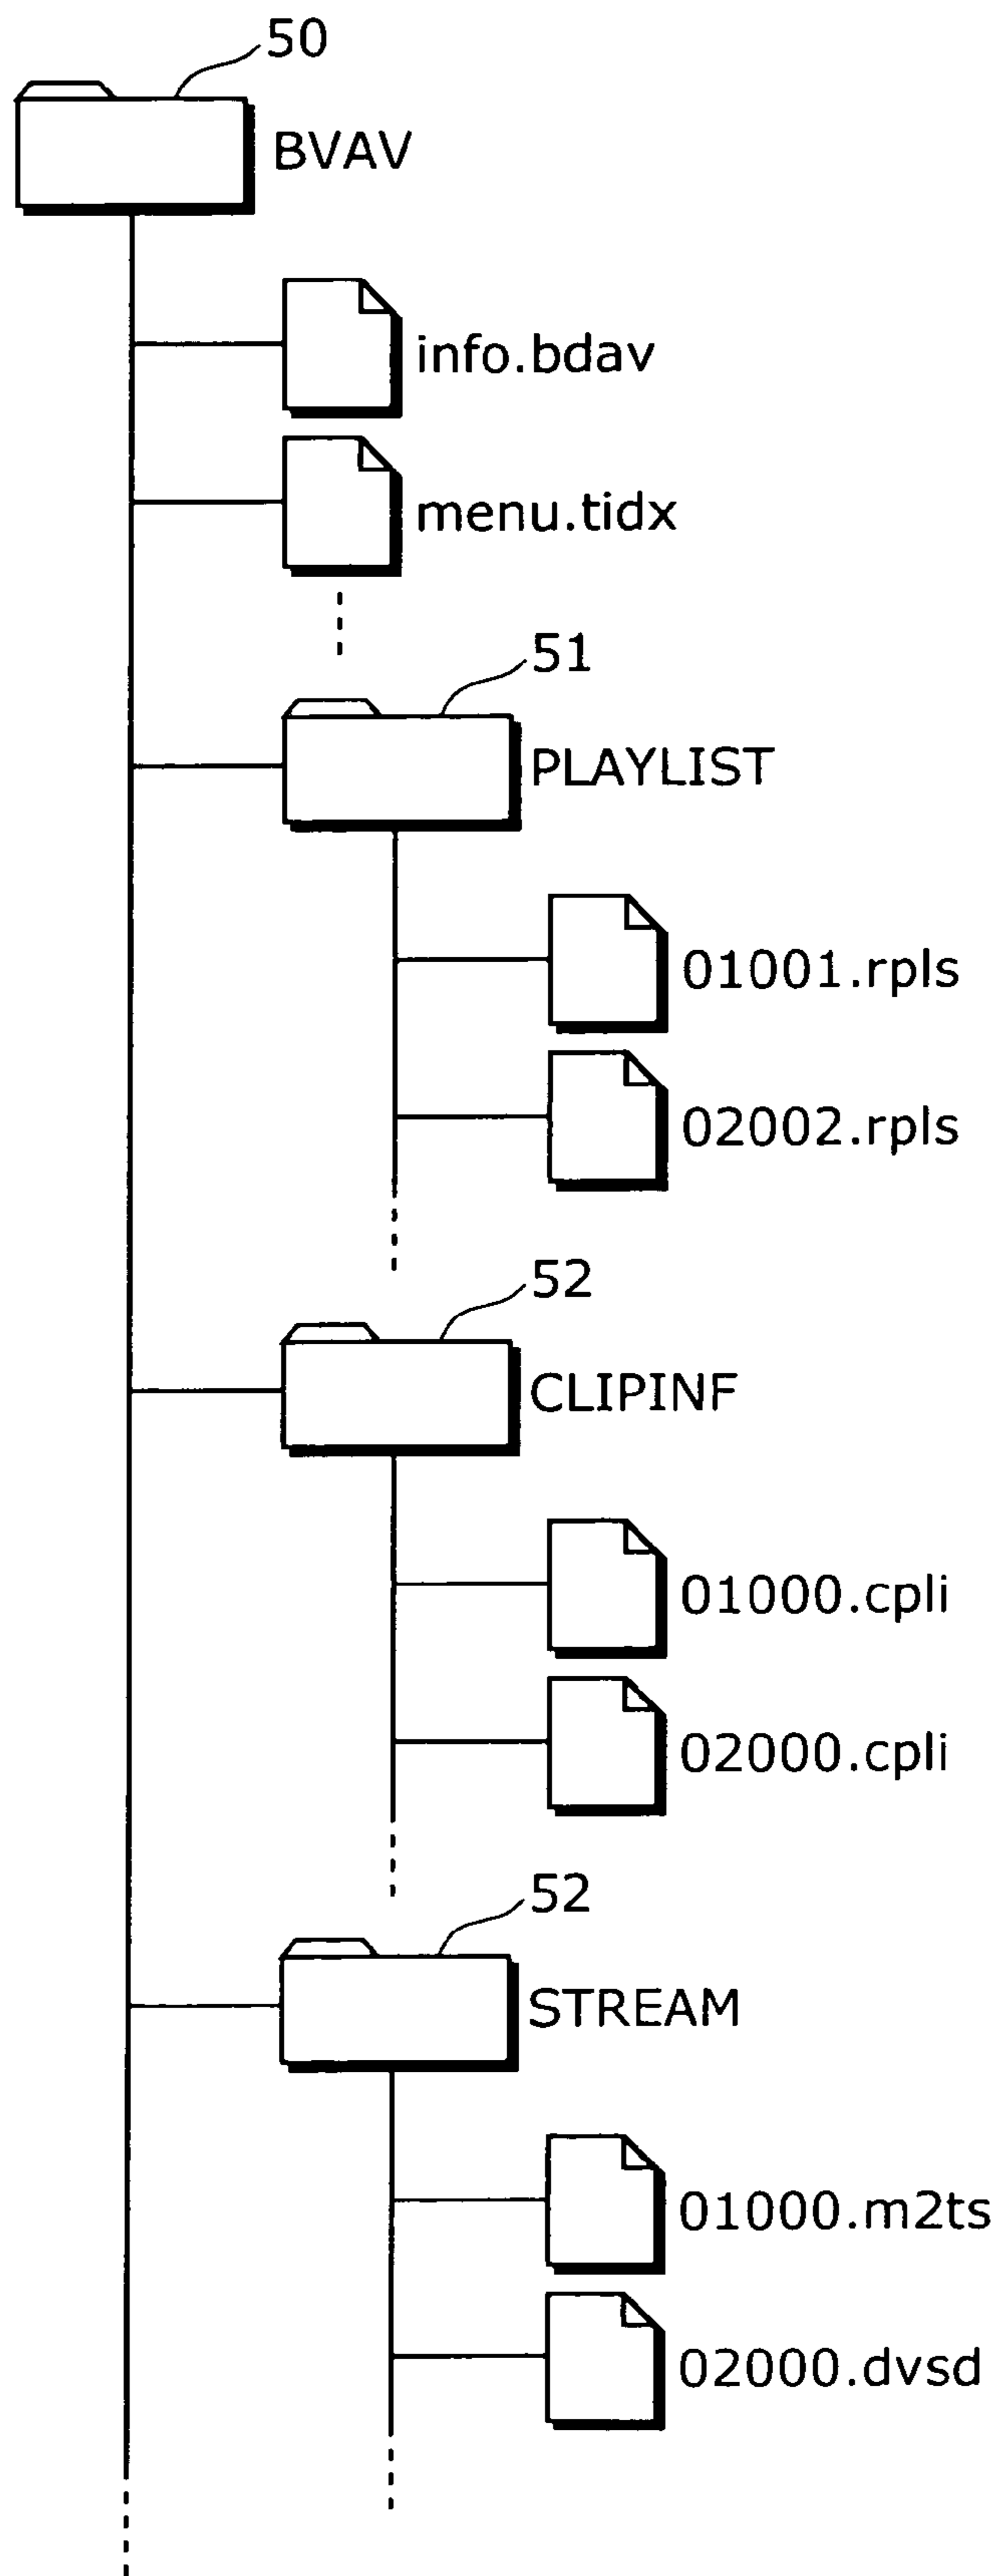 50
BVAV
info.bdav
menu.tidx
51
PLAYLIST
01001.rpls
02002.rpls
52
CLIPINF
01000.cpli
02000.cpli
52
STREAM
01000.m2ts
02000.dvsd